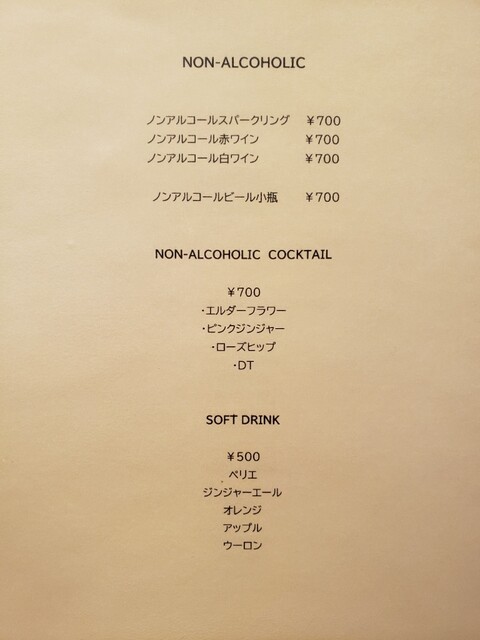 NON-ALCOHOLIC
ノンアルコールスパークリング ￥700
ノンアルコール赤ワイン ￥700
ノンアルコール白ワイン ￥700
ノンアルコールビール小瓶 ￥700
NON-ALCOHOLIC COCKTAIL
￥700
・エルダーフラワー
・ピンクジンジャー
・ローズヒップ
・DT
SOFT DRINK
￥500
ペリエ
ジンジャーエール
オレンジ
アップル
ウーロン